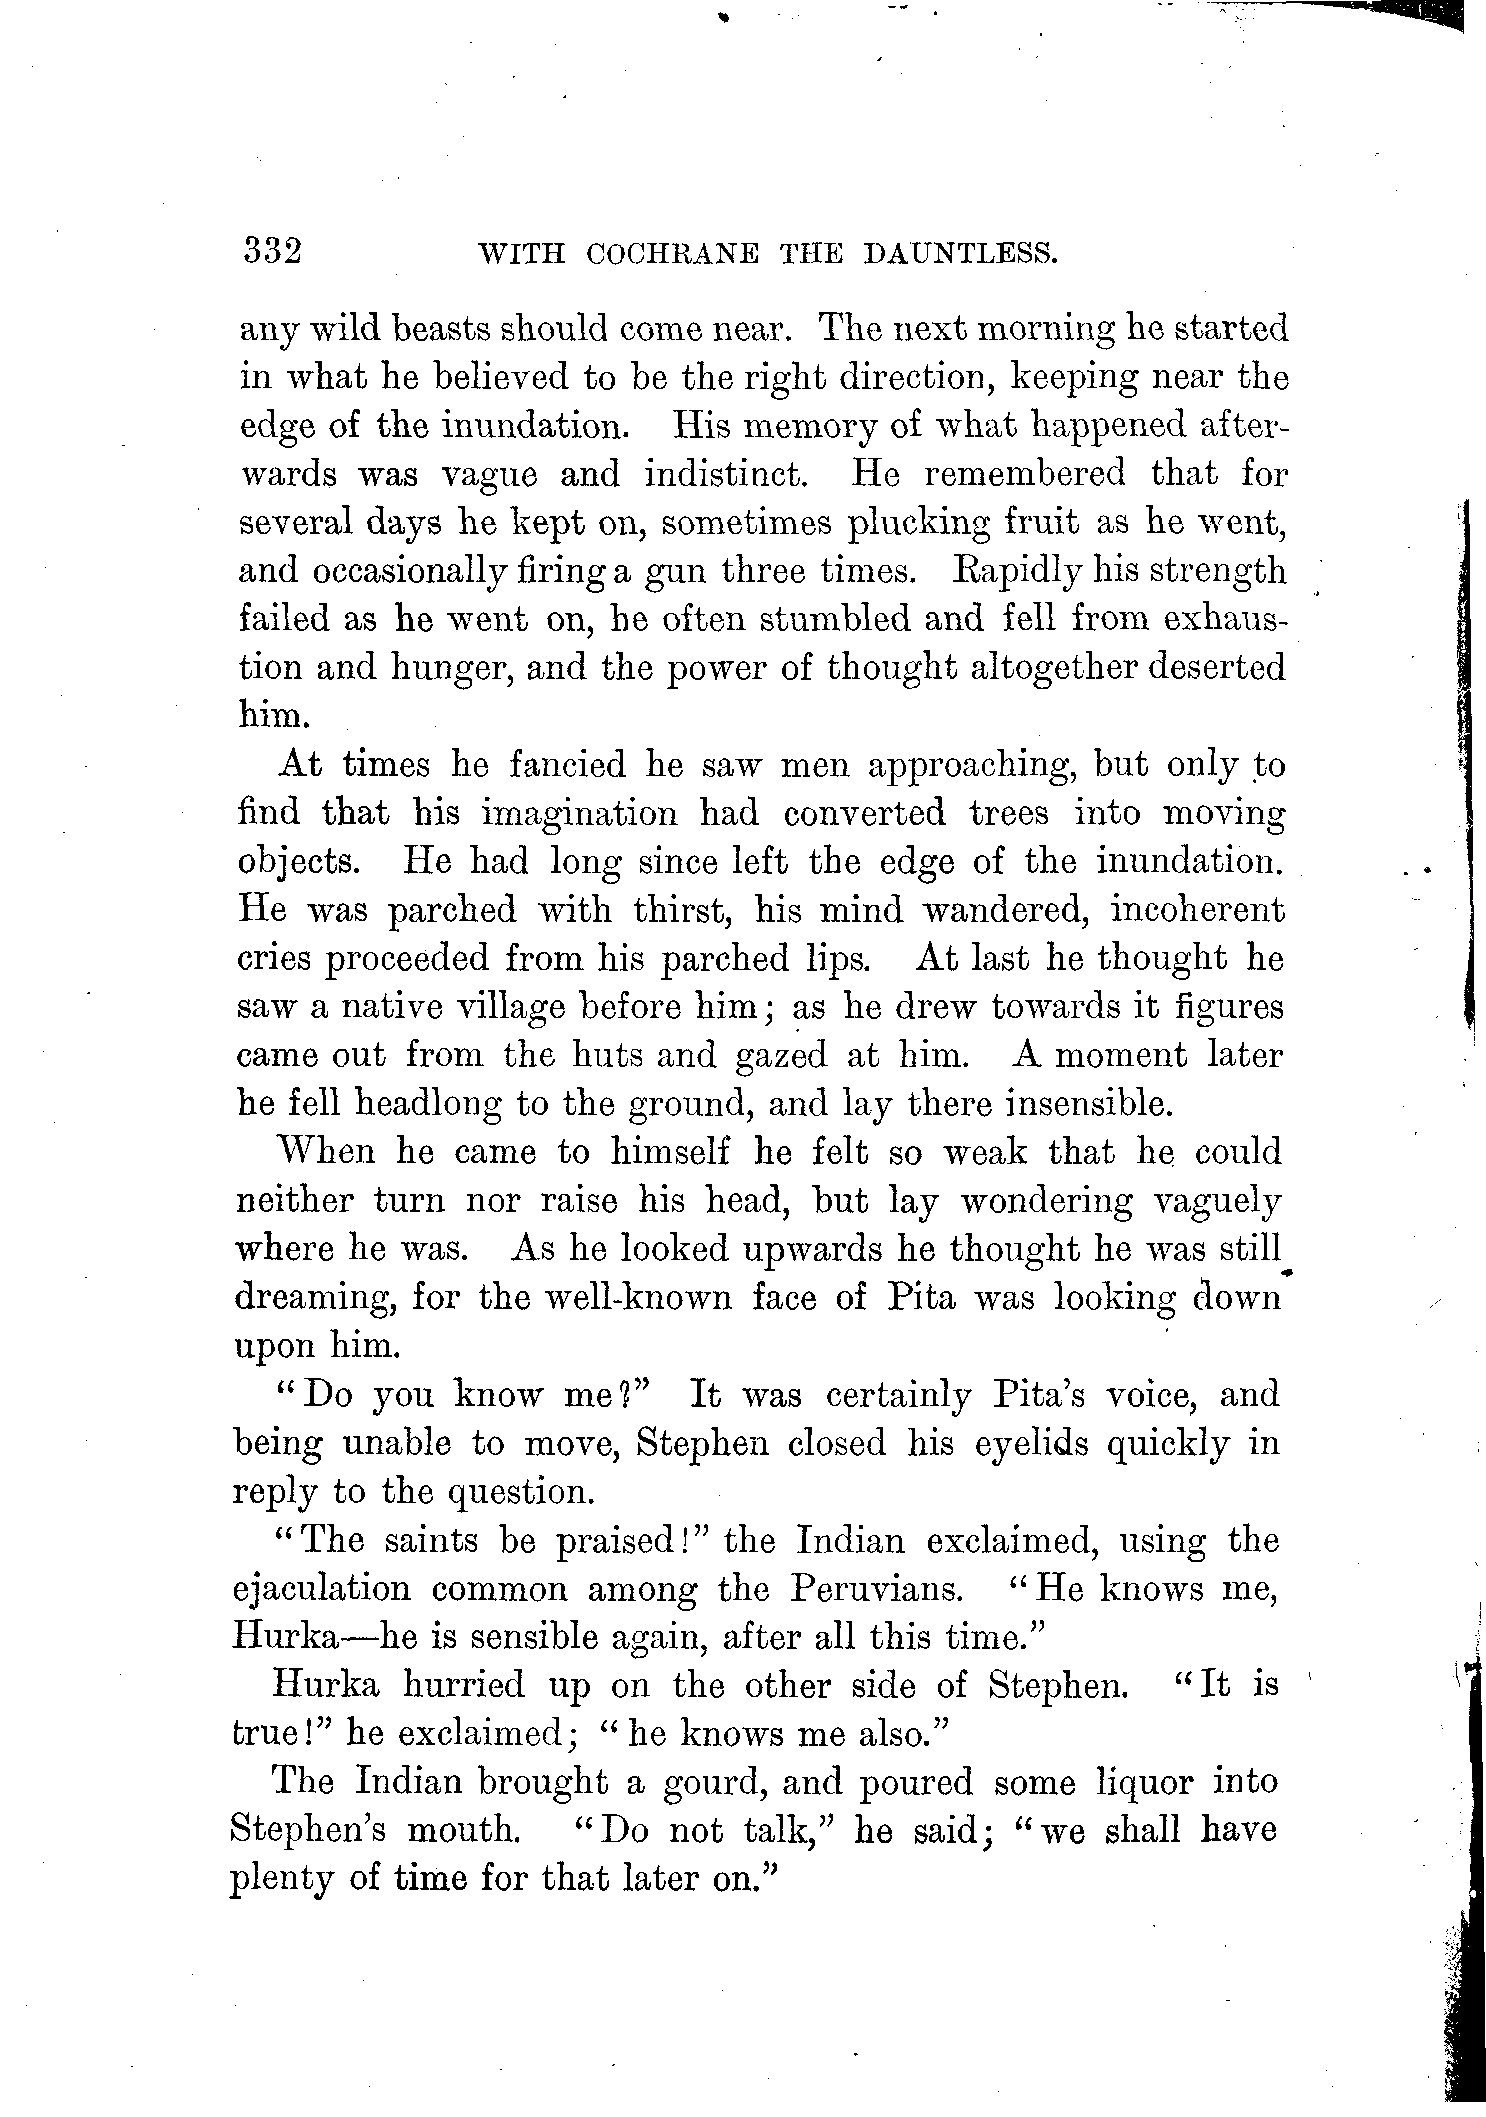 332 WITH COCHRANE THE DAUNTLESS.
any wild beasts should come near. The next morning he started
in what he believed to be the right direction, keeping near the
edge of the inundation. His memory of what happened after-
wards was vague and indistinct. He remembered that for
several days he kept on, sometimes plucking fruit as he went,
and occasionally firing a gun three times. Rapidly his strength
failed as he went on, he often stumbled and fell from exhaus-
tion and hunger, and the power of thought altogether deserted
him.
At times he fancied he saw men approaching, but only to
find that his imagination had converted trees into moving
objects. He had long since left the edge of the inundation.
He was parched with thirst, his mind wandered, incoherent
cries proceeded from his parched lips. At last he thought he
saw a native village before him; as he drew towards it figures
came out from the huts and gazed at him. A moment later
he fell headlong to the ground, and lay there insensible.
When he came to himself he felt so weak that he could
neither turn nor raise his head, but lay wondering vaguely
where he was. As he looked upwards he thought he was still
dreaming, for the well-known face of Pita was looking down
upon him.
"Do you know me?" It was certainly Pita's voice, and
being unable to move, Stephen closed his eyelids quickly in
reply to the question.
"The saints be praised!" the Indian exclaimed, using the
ejaculation common among the Peruvians. "He knows me,
Hurka—he is sensible again, after all this time."
Hurka hurried up on the other side of Stephen. "It is
true!" he exclaimed; "he knows me also."
The Indian brought a gourd, and poured some liquor into
Stephen's mouth. "Do not talk," he said; "we shall have
plenty of time for that later on."